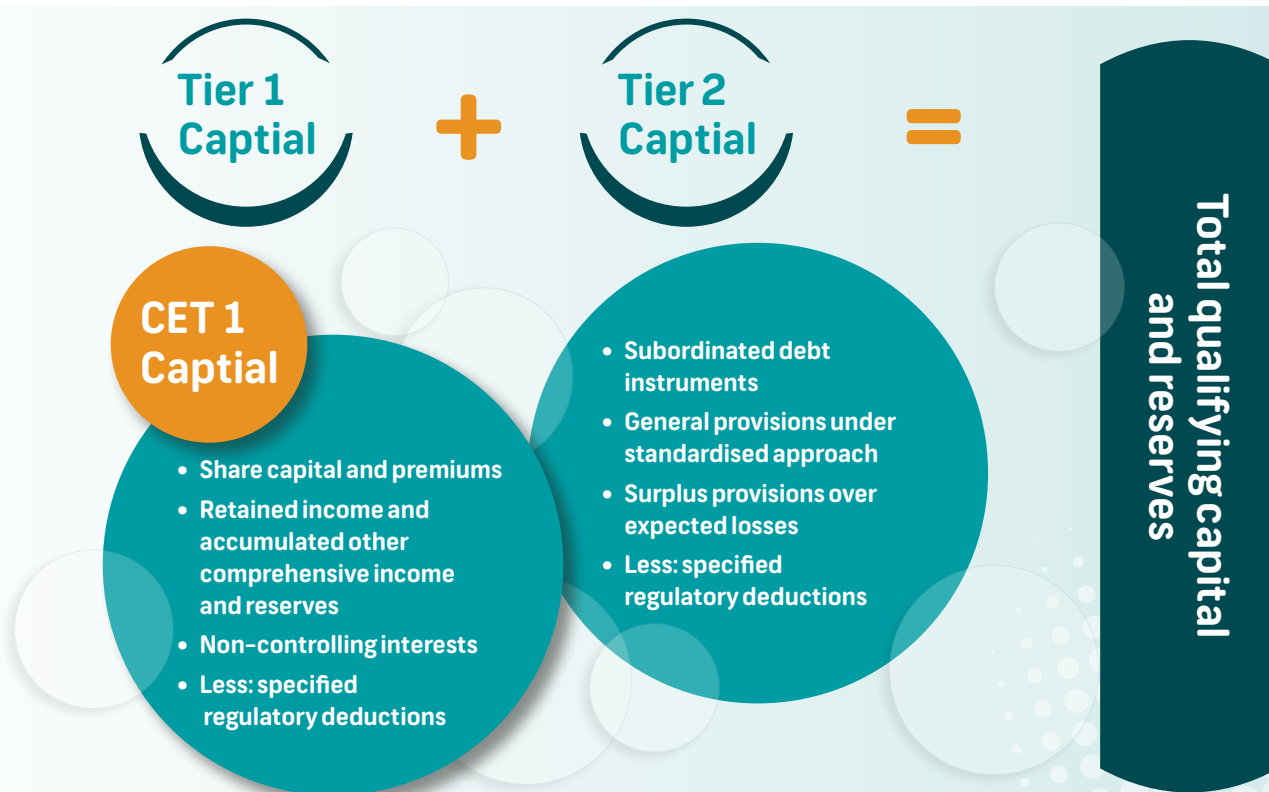 Tier 1
Captial
+
Tier 2
Captial
=
CET 1
Captial
• Share capital and premiums
• Retained income and
accumulated other
comprehensive income
and reserves
• Non-controlling interests
• Less: specified
regulatory deductions
• Subordinated debt
instruments
• General provisions under
standardised approach
• Surplus provisions over
expected losses
• Less: specified
regulatory deductions
Total qualifying capital
and reserves